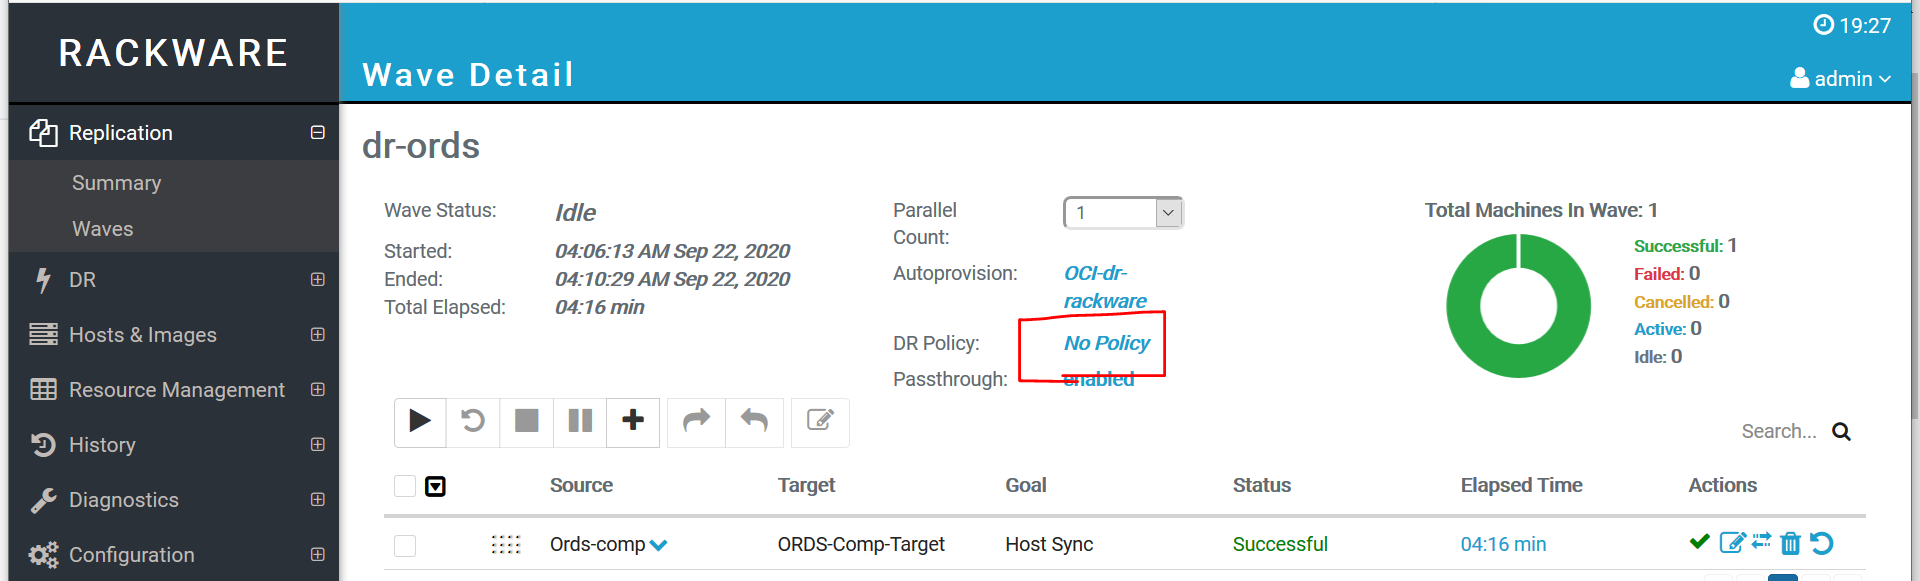 RACKWARE
19:27
Wave Detail
admin
Replication
Summary
Waves
DR
Hosts & Images
Resource Management
History
Diagnostics
Configuration
dr-ords
Wave Status: Idle
Started: 04:06:13 AM Sep 22, 2020
Ended: 04:10:29 AM Sep 22, 2020
Total Elapsed: 04:16 min
Parallel Count: 1
Autoprovision: OCI-dr-rackware
DR Policy: No Policy
Passthrough: enabled
Total Machines In Wave: 1
Successful: 1
Failed: 0
Cancelled: 0
Active: 0
Idle: 0
Search...
Source Target Goal Status Elapsed Time Actions
Ords-comp ORDS-Comp-Target Host Sync Successful 04:16 min